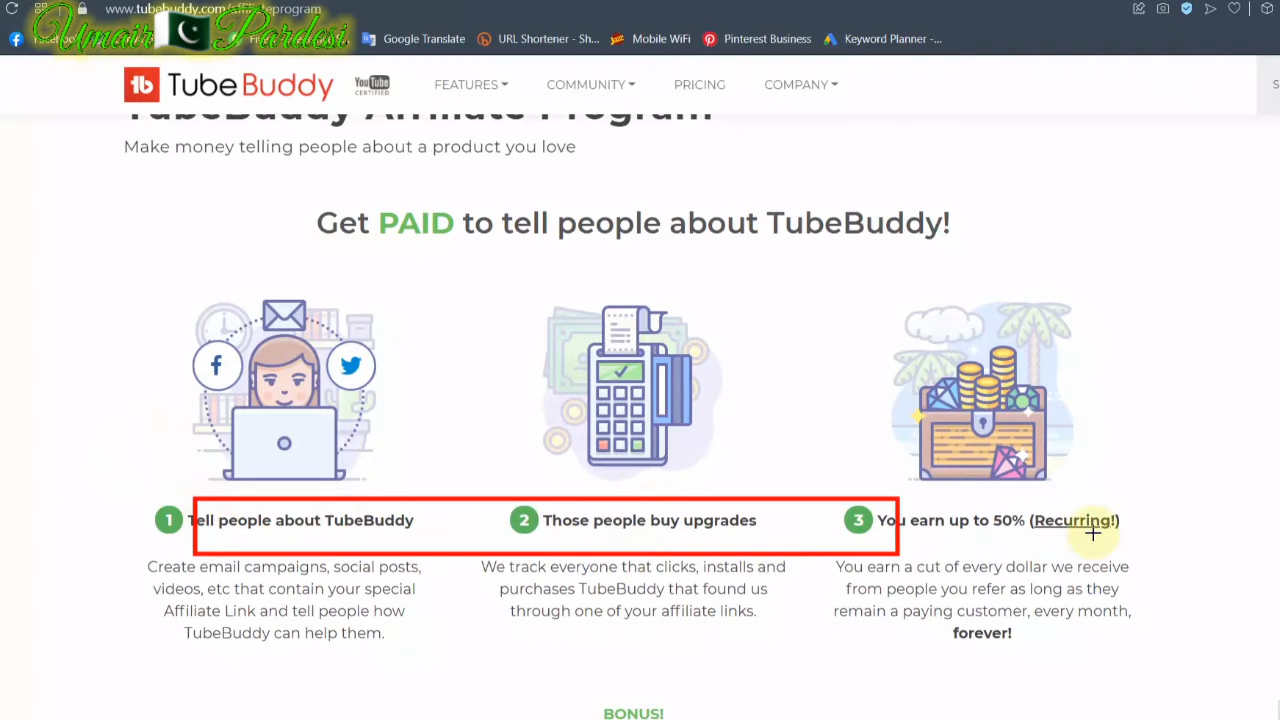 www.tubebuddy.com/affiliateprogram
Umair Pardesi
Google Translate
URL Shortener - Sh...
Mobile WiFi
Pinterest Business
Keyword Planner -...
TubeBuddy
YouTube
CERTIFIED
FEATURES
COMMUNITY
PRICING
COMPANY
S
TubeBuddy Affiliate Program
Make money telling people about a product you love
Get PAID to tell people about TubeBuddy!
1 Tell people about TubeBuddy
Create email campaigns, social posts,
videos, etc that contain your special
Affiliate Link and tell people how
TubeBuddy can help them.
2 Those people buy upgrades
We track everyone that clicks, installs and
purchases TubeBuddy that found us
through one of your affiliate links.
3 You earn up to 50% (Recurring!)
You earn a cut of every dollar we receive
from people you refer as long as they
remain a paying customer, every month,
forever!
BONUS!